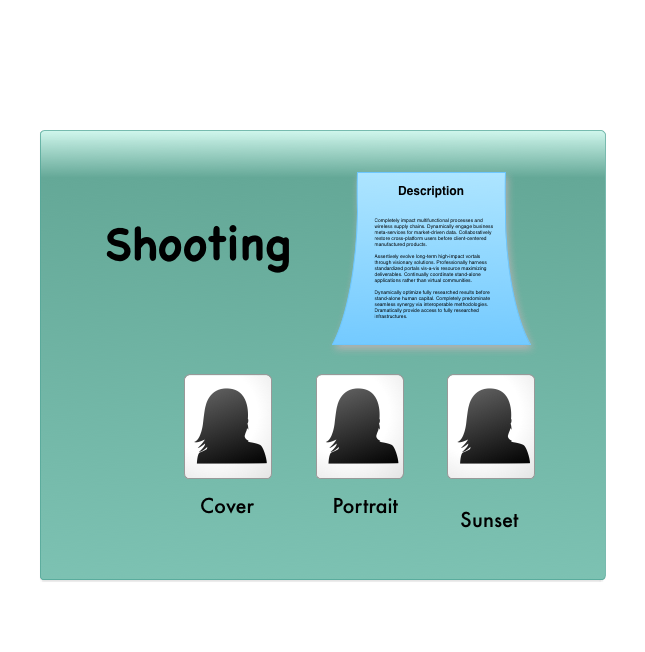 Description
Shooting
Completely impact multifunctional processes and
wireless supply chains. Dynamically engage business
meta-services for market-driven data. Collaboratively
restore cross-platform users before client-centered
manufactured products.
Assertively evolve long-term high-impact vortals
through visionary solutions. Professionally harness
standardized portals vis-a-vis resource maximizing
deliverables. Continually coordinate stand-alone
applications rather than virtual communities.
Dynamically optimize fully researched results before
stand-alone human capital. Completely predominate
seamless synergy via interoperable methodologies.
Dramatically provide access to fully researched
infrastructures.
Cover
Portrait
Sunset